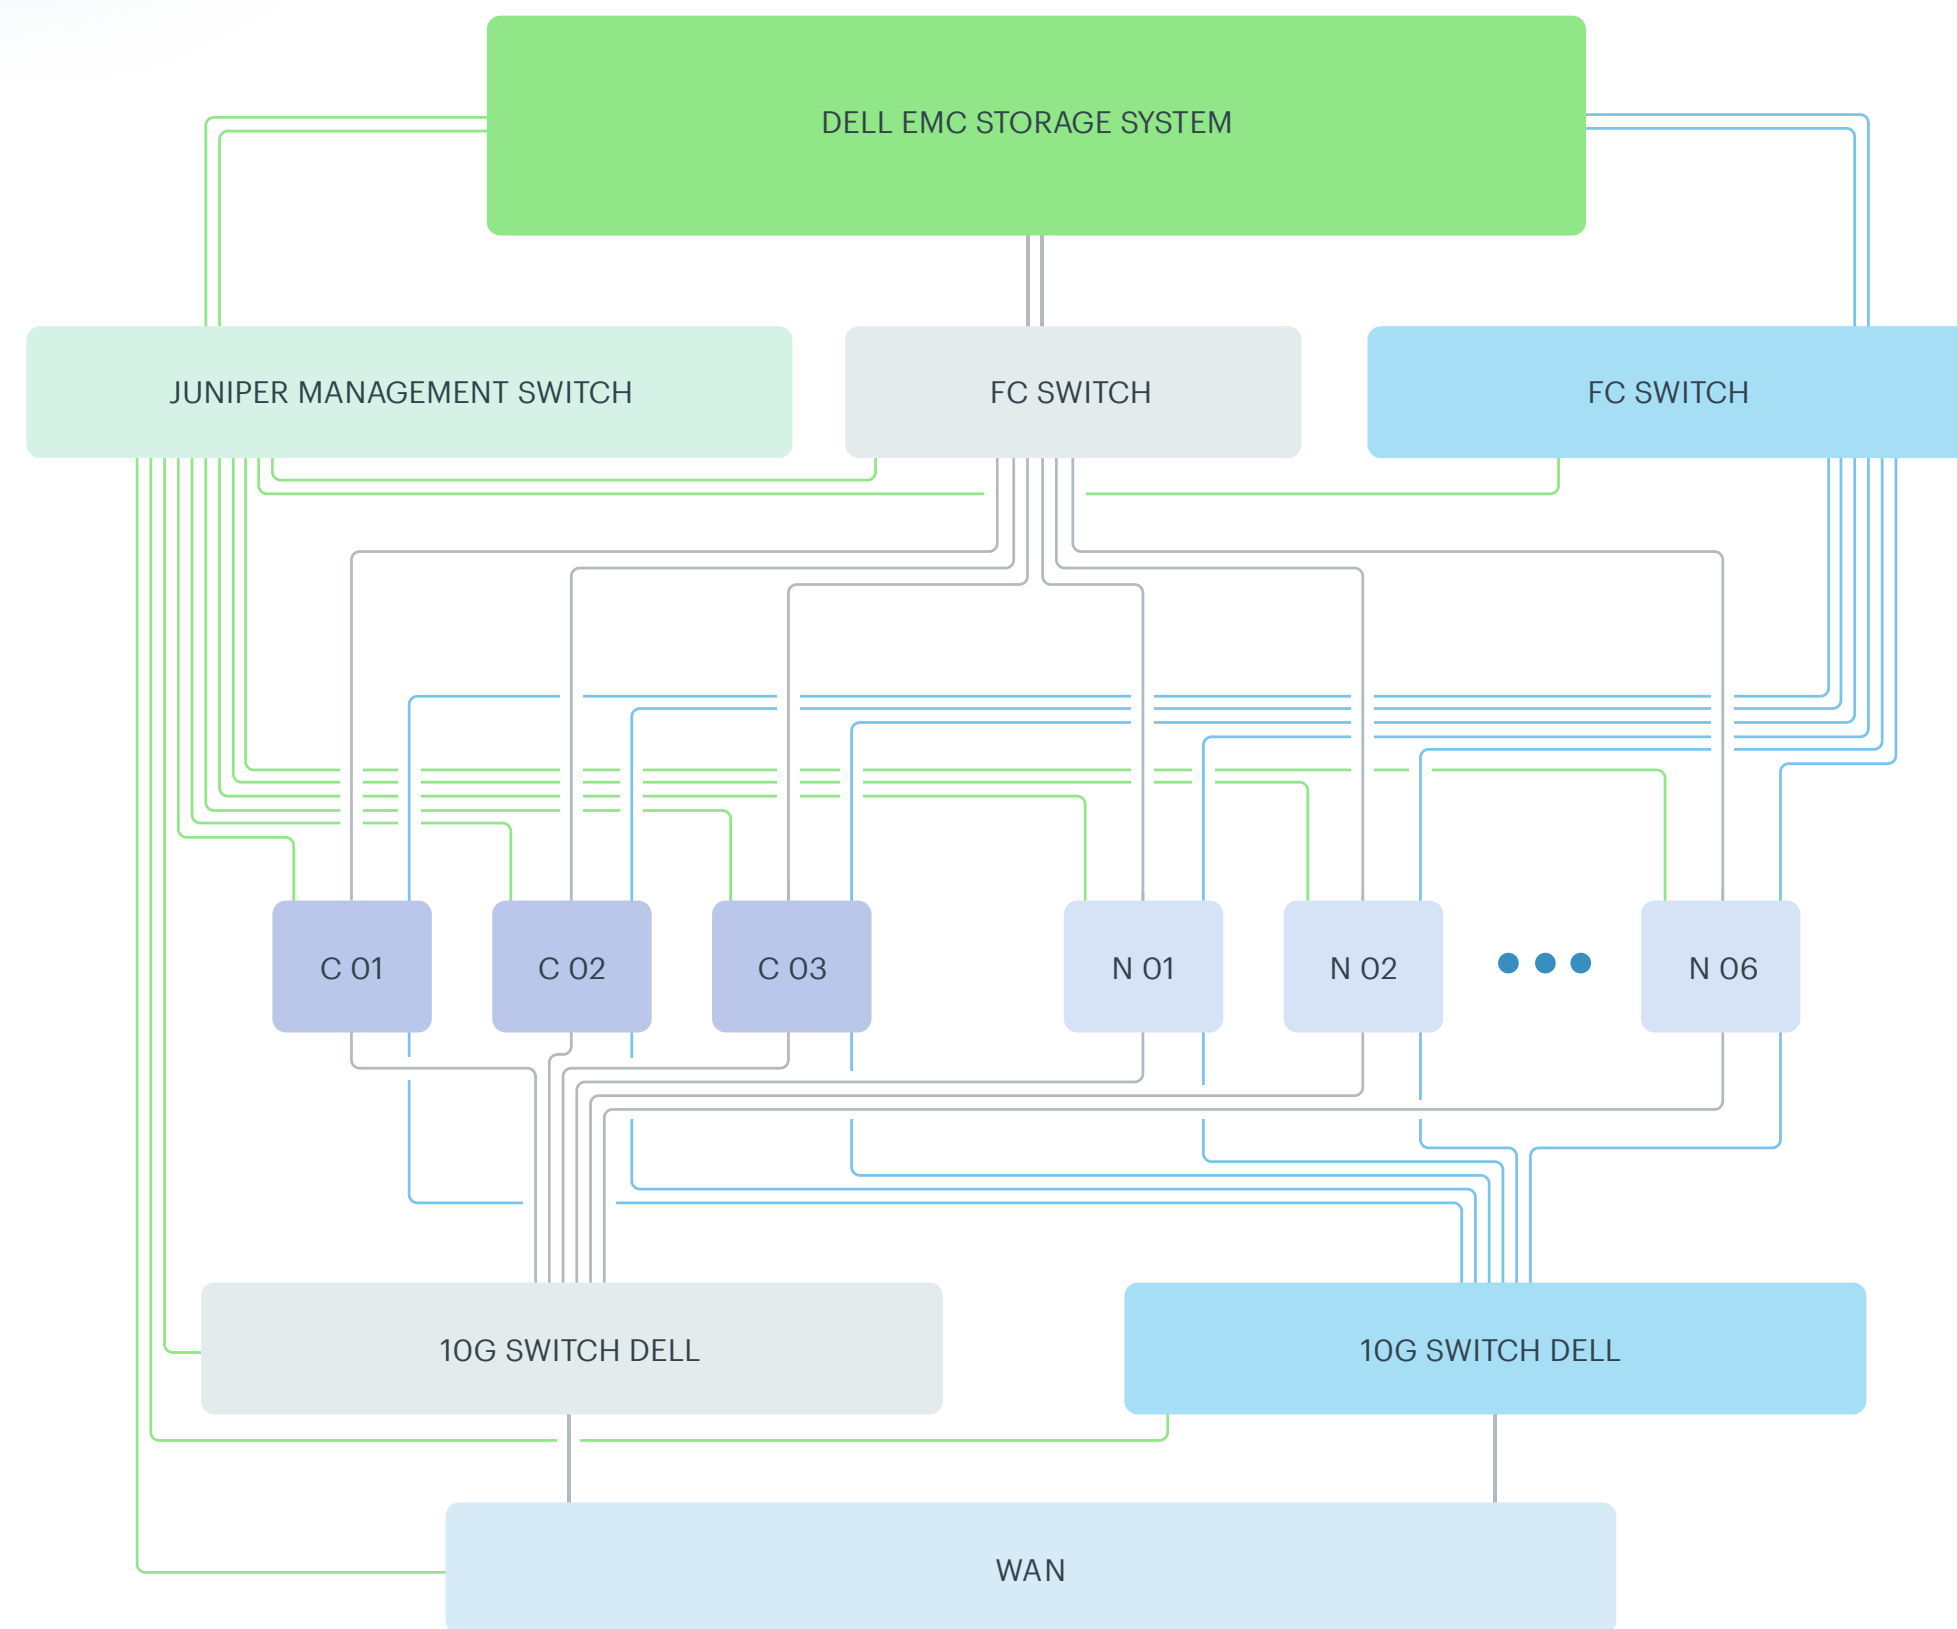 DELL EMC STORAGE SYSTEM
JUNIPER MANAGEMENT SWITCH
FC SWITCH
FC SWITCH
C 01
C 02
C 03
N 01
N 02
N 06
10G SWITCH DELL
10G SWITCH DELL
WAN